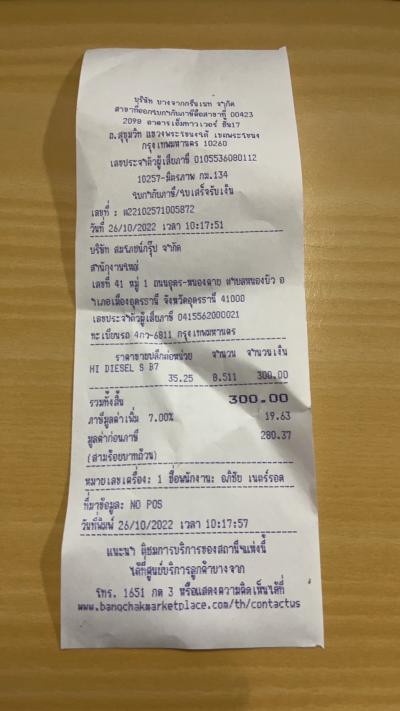 บริษัท บางจากกรีนเนท จำกัด
สาขาที่ออกใบกำกับภาษีคือสาขาที่ 00423
2098 อาคารเอ็มทาวเวอร์ ชั้น17
ถ.สุขุมวิท แขวงพระโขนงใต้ เขตพระโขนง
กรุงเทพมหานคร 10260
เลขประจำตัวผู้เสียภาษี 0105536080112
10257-มิตรภาพ กม.134
ใบกำกับภาษี/ใบเสร็จรับเงิน
เลขที่ : M22102571005872
วันที่ 26/10/2022 เวลา 10:17:51
บริษัท สมโภชน์กรุ๊ป จำกัด
สำนักงานใหญ่
เลขที่ 41 หมู่ 1 ถนนอุดร-หนองคาย ตำบลหนองบัว อ
ำเภอเมืองอุดรธานี จังหวัดอุดรธานี 41000
เลขประจำตัวผู้เสียภาษี 0415562000021
ทะเบียนรถ 4กว-6811 กรุงเทพมหานคร
ราคาขายปลีกต่อหน่วย จำนวน จำนวนเงิน
HI DIESEL S B7
35.25 8.511 300.00
รวมทั้งสิ้น 300.00
ภาษีมูลค่าเพิ่ม 7.00% 19.63
มูลค่าก่อนภาษี 280.37
(สามร้อยบาทถ้วน)
หมายเลขเครื่อง: 1 ชื่อพนักงาน: อภิชัย เนตร์รอด
ที่มาข้อมูล: NO POS
วันที่พิมพ์ 26/10/2022 เวลา 10:17:57
แนะนำ ติชมการบริการของสถานีฯแห่งนี้
ได้ที่ศูนย์บริการลูกค้าบางจาก
โทร. 1651 กด 3 หรือแสดงความคิดเห็นได้ที่
www.bangchakmarketplace.com/th/contactus